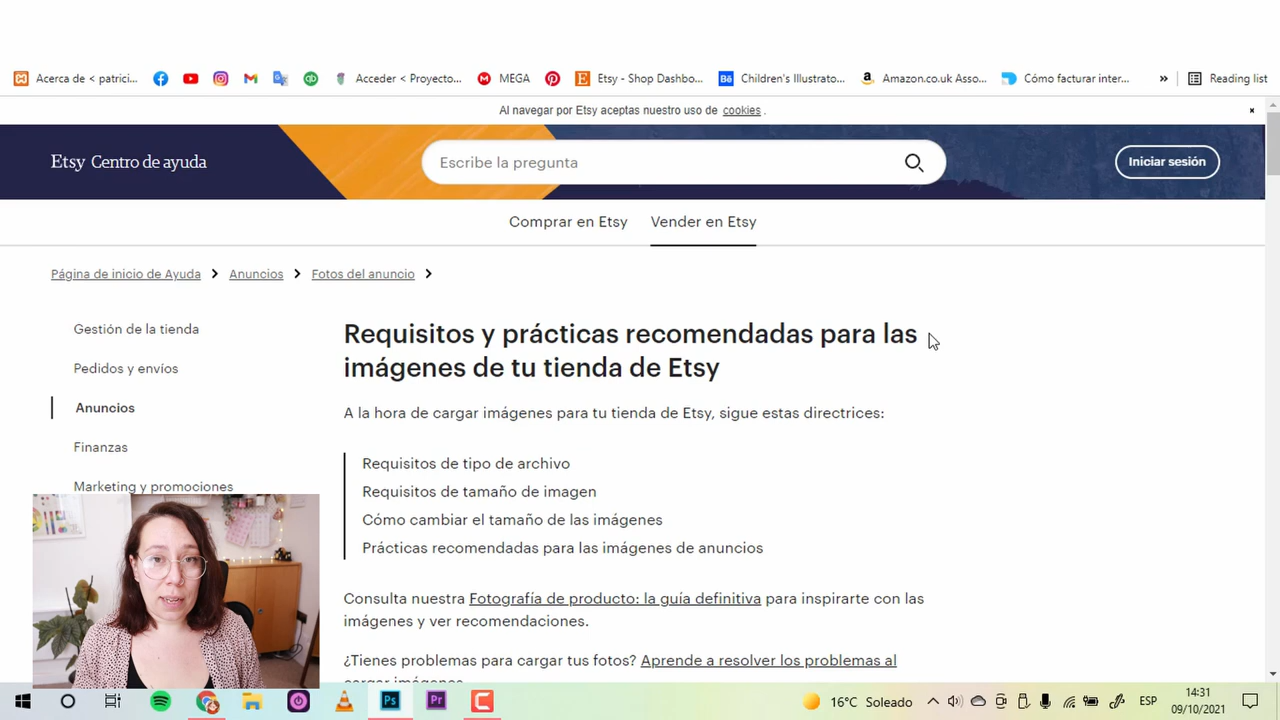 Acerca de < patrici...
Acceder < Proyecto...
MEGA
Etsy - Shop Dashbo...
Bē
Children's Illustrato...
Amazon.co.uk Asso...
Cómo facturar inter...
»
Reading list
Al navegar por Etsy aceptas nuestro uso de cookies .
Etsy Centro de ayuda
Escribe la pregunta
Iniciar sesión
Comprar en Etsy
Vender en Etsy
Página de inicio de Ayuda > Anuncios > Fotos del anuncio >
Gestión de la tienda
Pedidos y envíos
Anuncios
Finanzas
Marketing y promociones
Requisitos y prácticas recomendadas para las
imágenes de tu tienda de Etsy
A la hora de cargar imágenes para tu tienda de Etsy, sigue estas directrices:
Requisitos de tipo de archivo
Requisitos de tamaño de imagen
Cómo cambiar el tamaño de las imágenes
Prácticas recomendadas para las imágenes de anuncios
Consulta nuestra Fotografía de producto: la guía definitiva para inspirarte con las
imágenes y ver recomendaciones.
¿Tienes problemas para cargar tus fotos? Aprende a resolver los problemas al
cargar imágenes.
Ps
Pr
16°C Soleado
ESP
14:31
09/10/2021